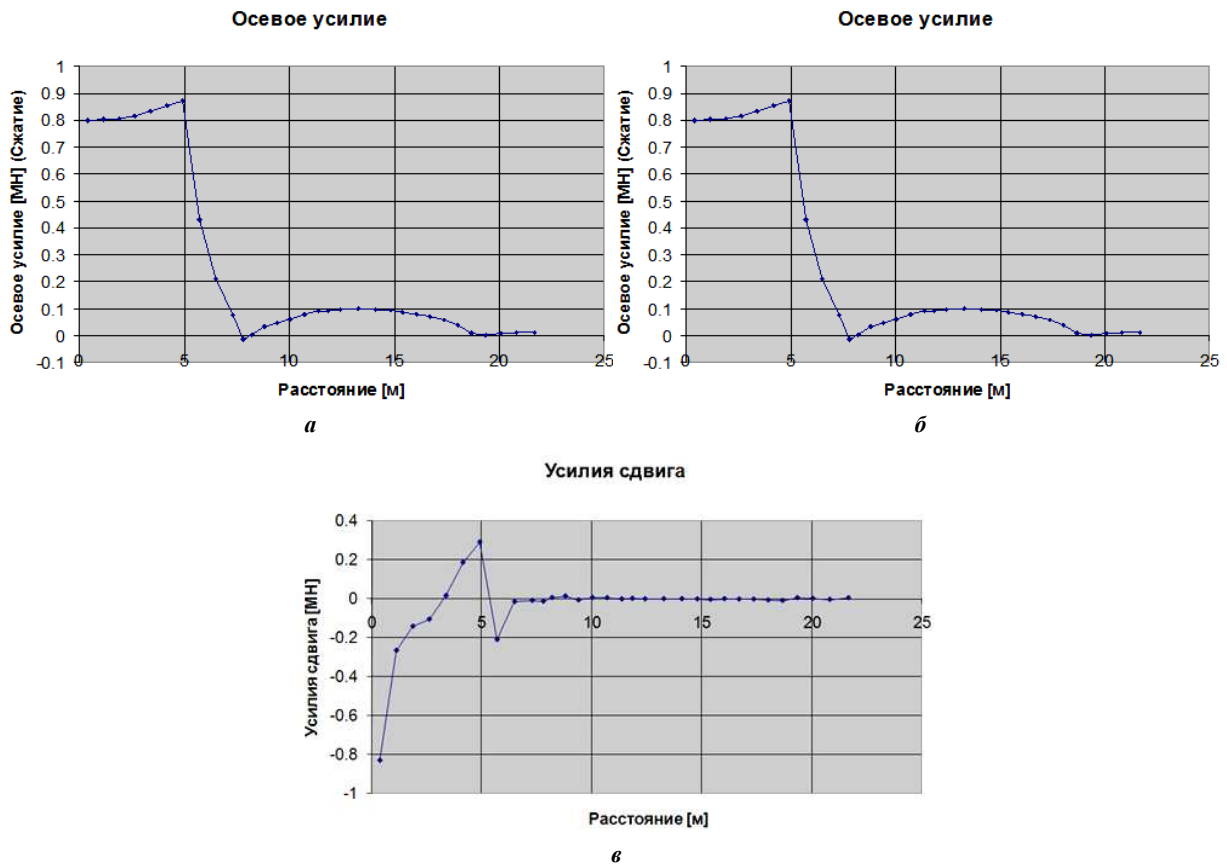 Осевое усилие
Осевое усилие [МН] (Сжатие)
1
0.9
0.8
0.7
0.6
0.5
0.4
0.3
0.2
0.1
0
-0.1
0 5 10 15 20 25
Расстояние [м]
а
Осевое усилие
Осевое усилие [МН] (Сжатие)
1
0.9
0.8
0.7
0.6
0.5
0.4
0.3
0.2
0.1
0
-0.1
0 5 10 15 20 25
Расстояние [м]
б
Усилия сдвига
Усилия сдвига [МН]
0.4
0.2
0
-0.2
-0.4
-0.6
-0.8
-1
0 5 10 15 20 25
Расстояние [м]
в